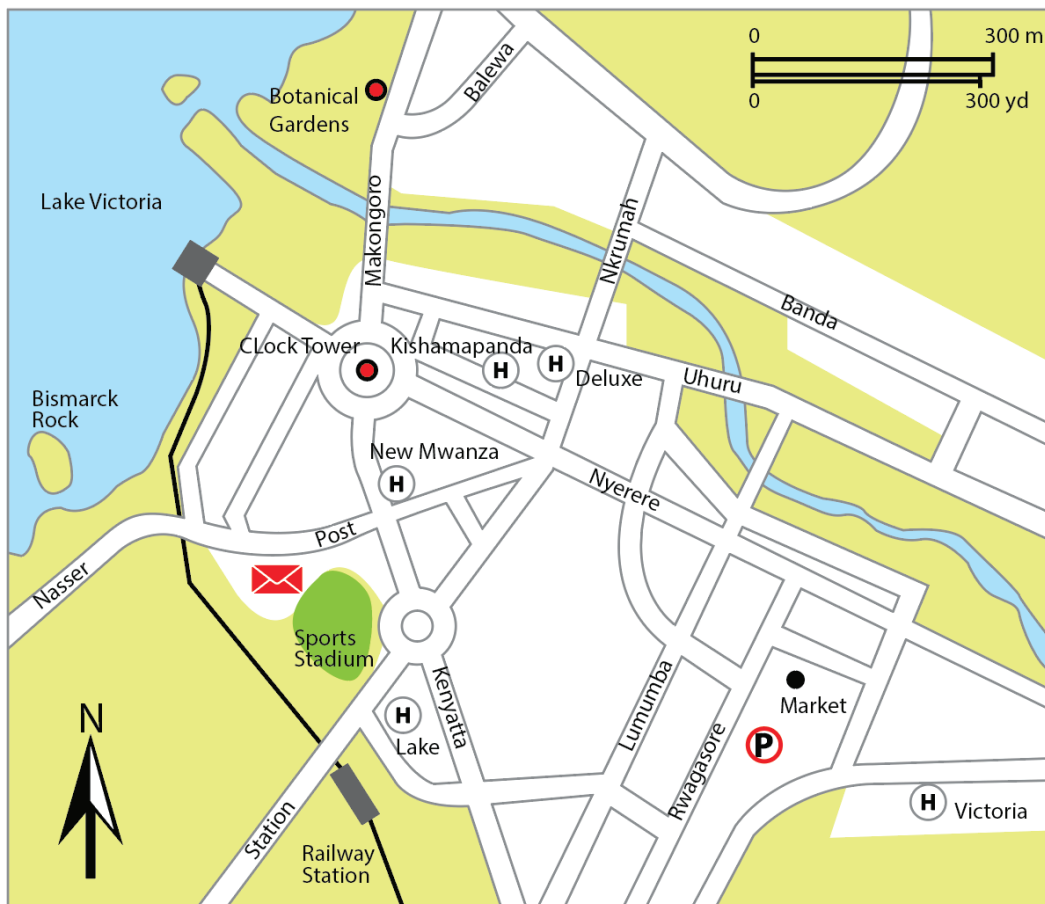 0
300 m
0
300 yd
Botanical
Gardens
Balewa
Lake Victoria
Makongoro
Nkrumah
Banda
CLock Tower
Kishamapanda
H
H
Deluxe
Uhuru
Bismarck
Rock
New Mwanza
H
Nyerere
Post
Nasser
Sports
Stadium
Kenyatta
Lumumba
Market
N
H
Lake
Rwagasore
P
H
Victoria
Station
Railway
Station